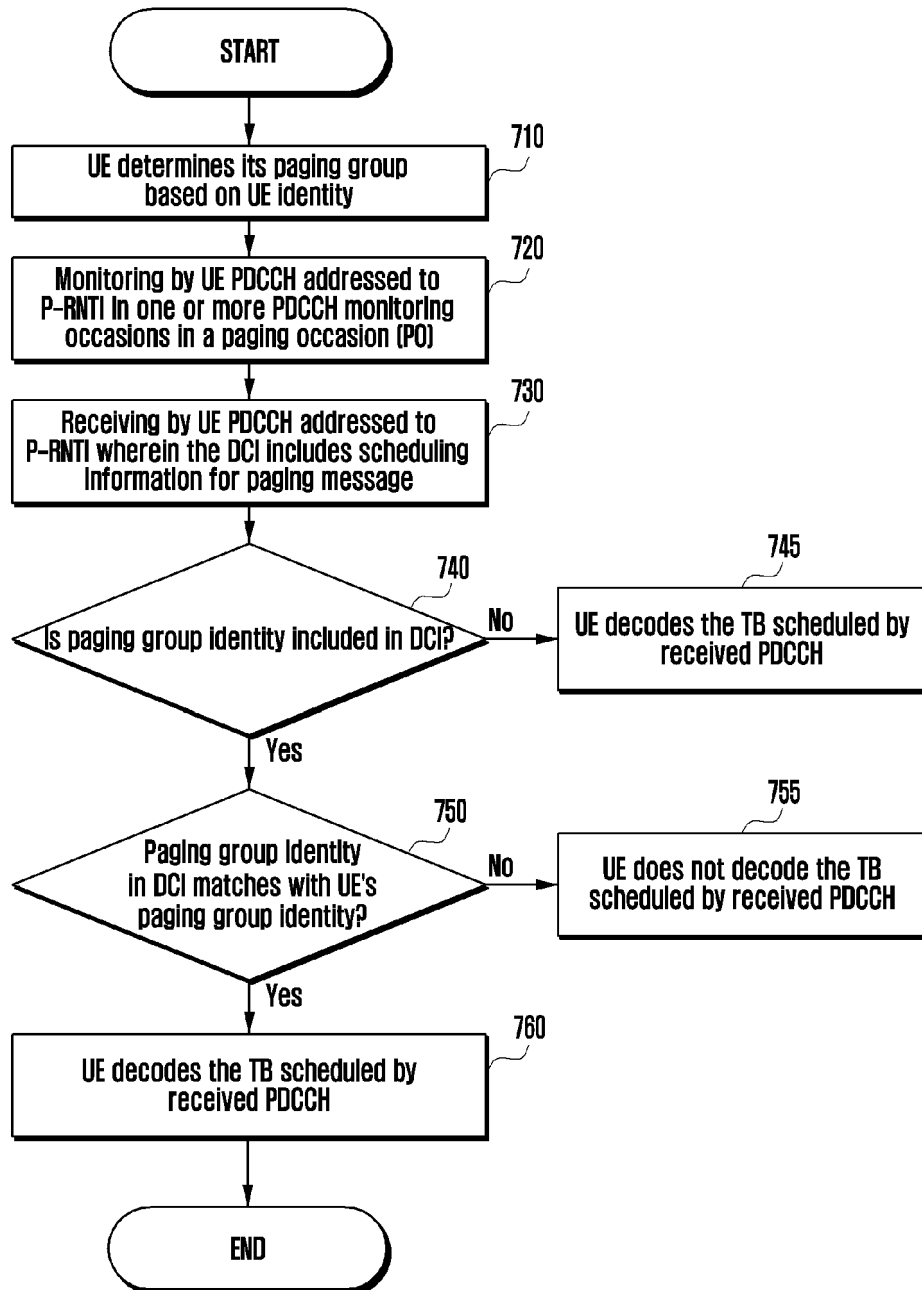 START
710
UE determines its paging group
based on UE identity
720
Monitoring by UE PDCCH addressed to
P-RNTI in one or more PDCCH monitoring
occasions in a paging occasion (PO)
730
Receiving by UE PDCCH addressed to
P-RNTI wherein the DCI includes scheduling
information for paging message
740
Is paging group identity included in DCI?
No
745
UE decodes the TB scheduled by
received PDCCH
Yes
750
Paging group identity
in DCI matches with UE's
paging group identity?
No
755
UE does not decode the TB
scheduled by received PDCCH
Yes
760
UE decodes the TB scheduled by
received PDCCH
END